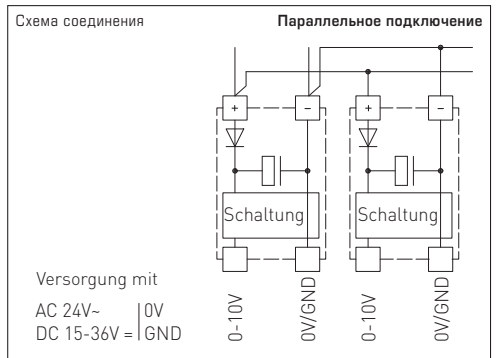 Схема соединения
Параллельное подключение
+
−
+
−
Schaltung
Schaltung
Versorgung mit
AC 24V~ 0V
DC 15-36V = GND
0-10V
0V/GND
0-10V
0V/GND